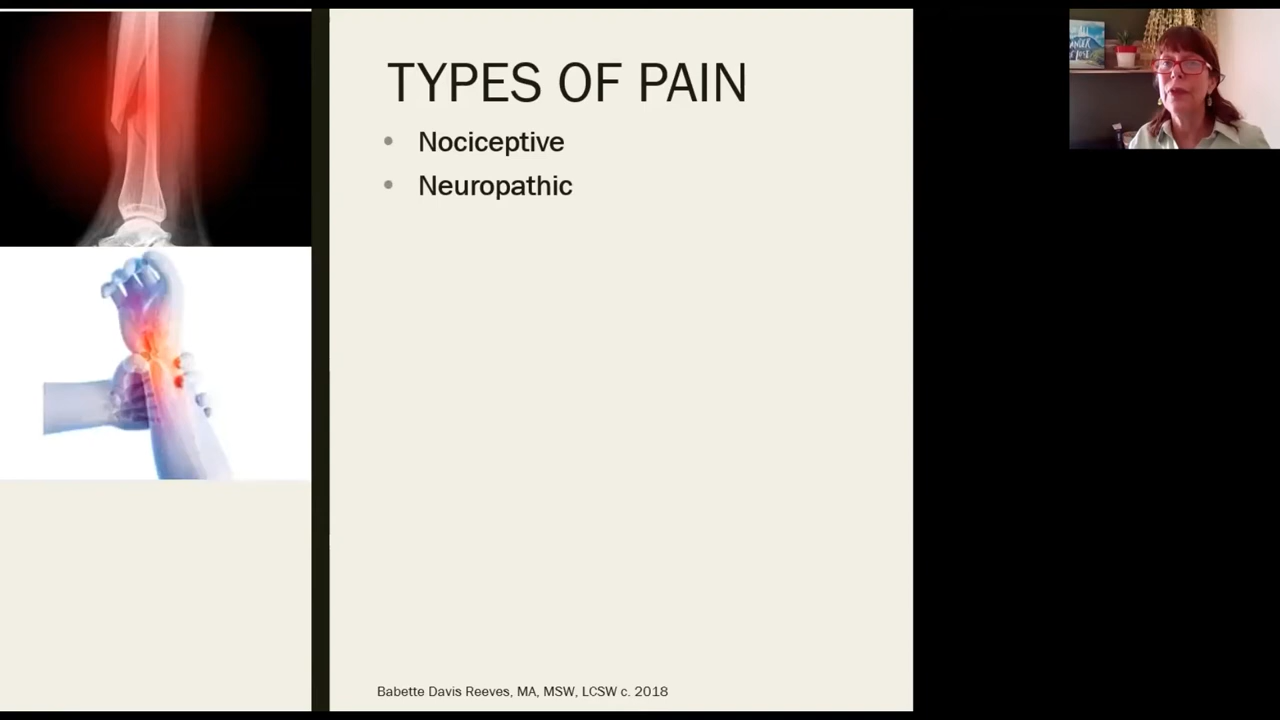 TYPES OF PAIN
• Nociceptive
• Neuropathic
Babette Davis Reeves, MA, MSW, LCSW c. 2018